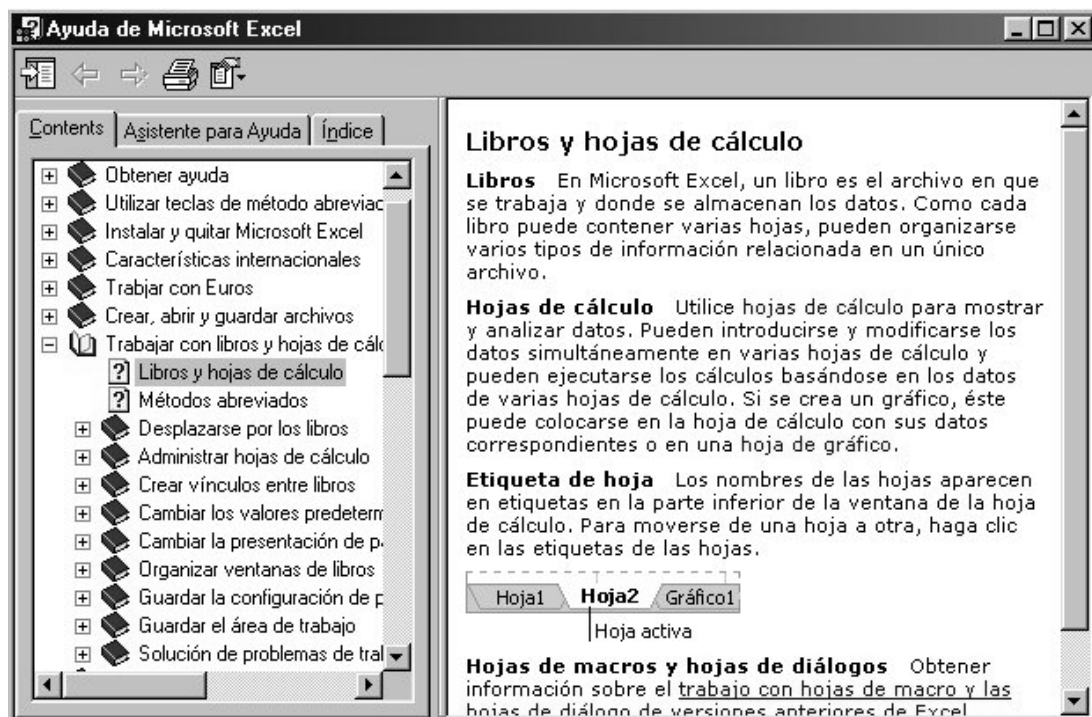 Ayuda de Microsoft Excel
Contents Asistente para Ayuda Índice
Obtener ayuda
Utilizar teclas de método abreviac
Instalar y quitar Microsoft Excel
Características internacionales
Trabjar con Euros
Crear, abrir y guardar archivos
Trabajar con libros y hojas de cálc
Libros y hojas de cálculo
Métodos abreviados
Desplazarse por los libros
Administrar hojas de cálculo
Crear vínculos entre libros
Cambiar los valores predeterm
Cambiar la presentación de pa
Organizar ventanas de libros
Guardar la configuración de p
Guardar el área de trabajo
Solución de problemas de tral
Libros y hojas de cálculo
Libros En Microsoft Excel, un libro es el archivo en que
se trabaja y donde se almacenan los datos. Como cada
libro puede contener varias hojas, pueden organizarse
varios tipos de información relacionada en un único
archivo.
Hojas de cálculo Utilice hojas de cálculo para mostrar
y analizar datos. Pueden introducirse y modificarse los
datos simultáneamente en varias hojas de cálculo y
pueden ejecutarse los cálculos basándose en los datos
de varias hojas de cálculo. Si se crea un gráfico, éste
puede colocarse en la hoja de cálculo con sus datos
correspondientes o en una hoja de gráfico.
Etiqueta de hoja Los nombres de las hojas aparecen
en etiquetas en la parte inferior de la ventana de la hoja
de cálculo. Para moverse de una hoja a otra, haga clic
en las etiquetas de las hojas.
Hoja1 Hoja2 Gráfico1
Hoja activa
Hojas de macros y hojas de diálogos Obtener
información sobre el trabajo con hojas de macro y las
hojas de diálogo de versiones anteriores de Excel